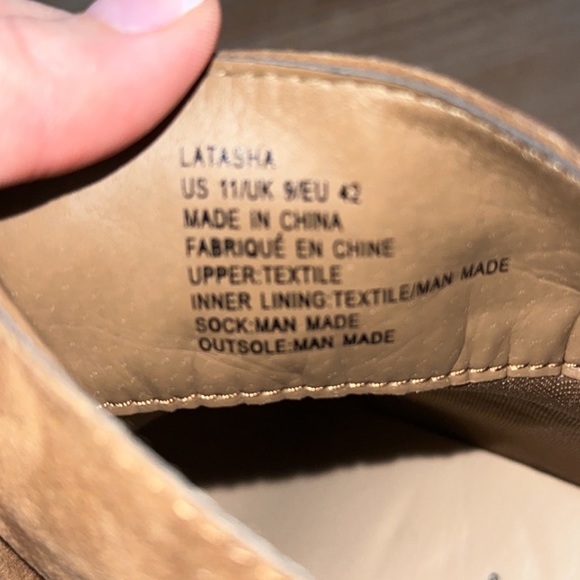 LATASHA
US 11/UK 9/EU 42
MADE IN CHINA
FABRIQUÉ EN CHINE
UPPER:TEXTILE
INNER LINING:TEXTILE/MAN MADE
SOCK:MAN MADE
OUTSOLE:MAN MADE